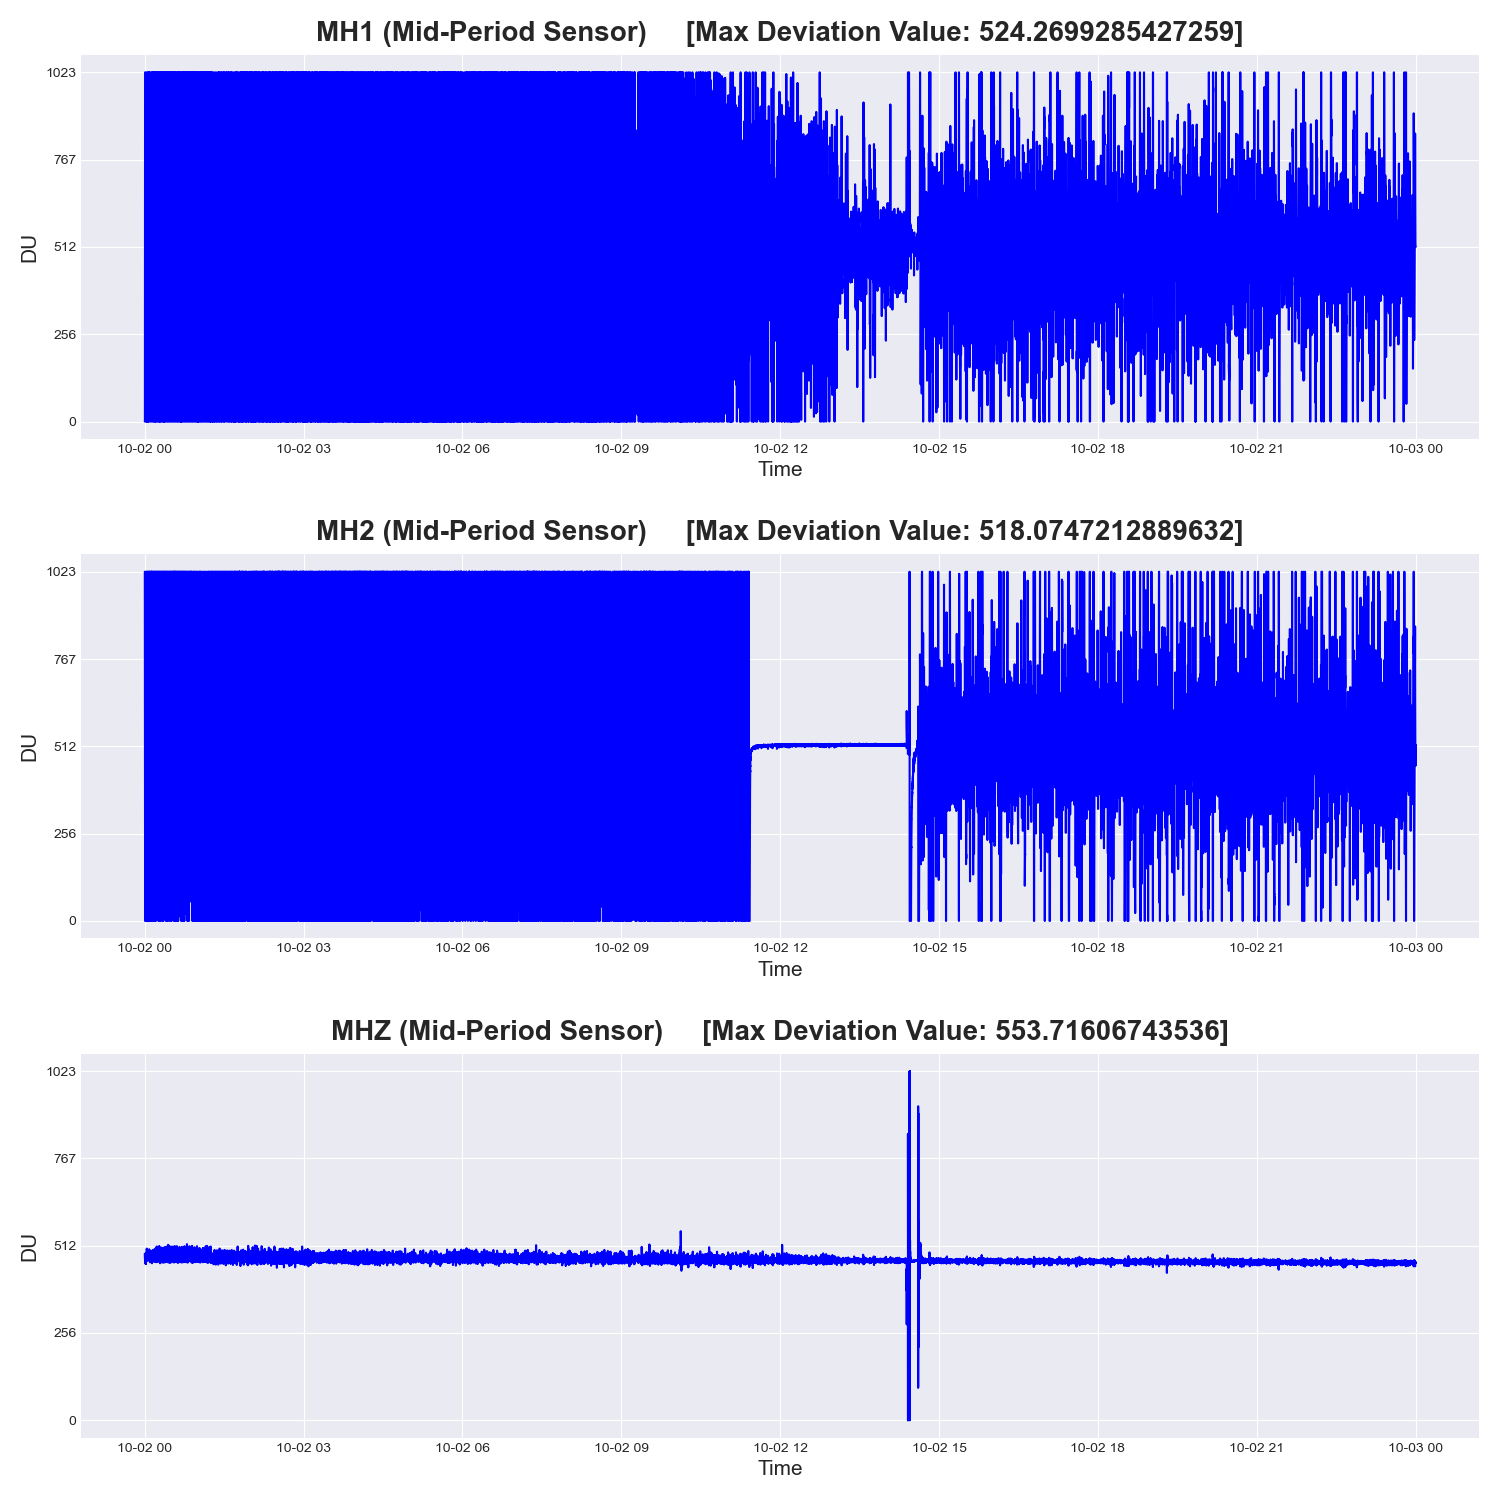 MH1 (Mid-Period Sensor) [Max Deviation Value: 524.2699285427259]
1023
767
512
256
0
DU
10-02 00 10-02 03 10-02 06 10-02 09 10-02 12 10-02 15 10-02 18 10-02 21 10-03 00
Time
MH2 (Mid-Period Sensor) [Max Deviation Value: 518.0747212889632]
1023
767
512
256
0
DU
10-02 00 10-02 03 10-02 06 10-02 09 10-02 12 10-02 15 10-02 18 10-02 21 10-03 00
Time
MHZ (Mid-Period Sensor) [Max Deviation Value: 553.71606743536]
1023
767
512
256
0
DU
10-02 00 10-02 03 10-02 06 10-02 09 10-02 12 10-02 15 10-02 18 10-02 21 10-03 00
Time